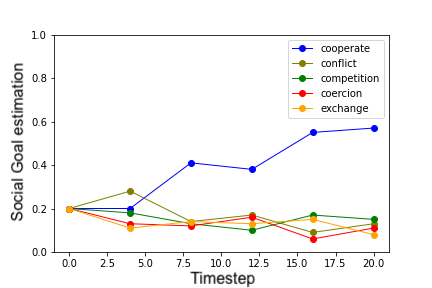 1.0
0.8
0.6
0.4
0.2
0.0
Social Goal estimation
cooperate
conflict
competition
coercion
exchange
0.0 2.5 5.0 7.5 10.0 12.5 15.0 17.5 20.0
Timestep